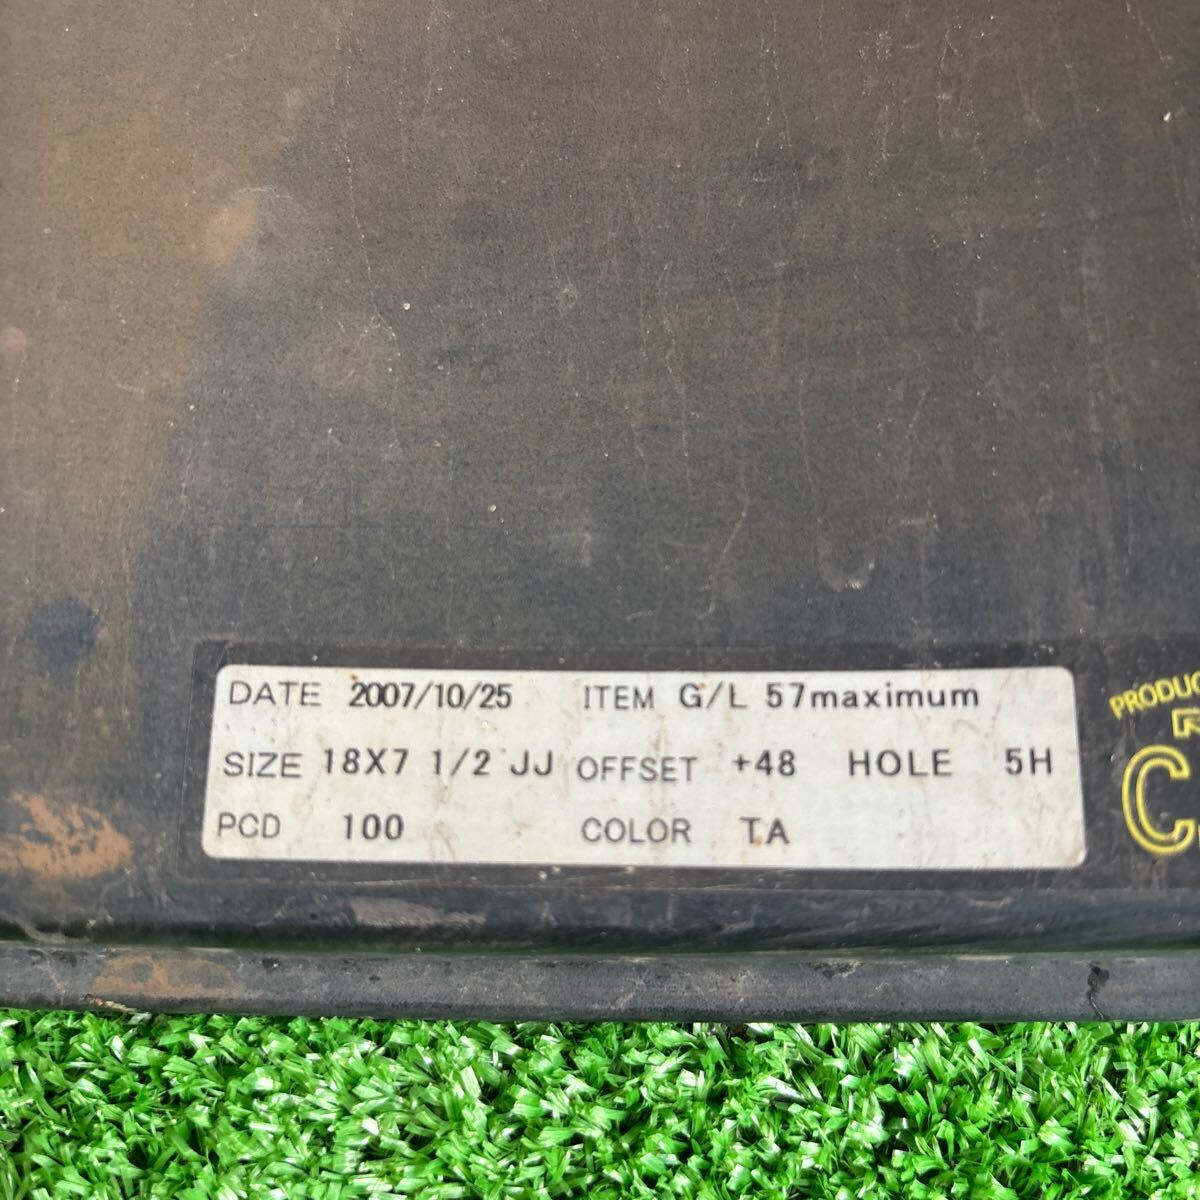 DATE 2007/10/25 ITEM G/L 57maximum
SIZE 18X7 1/2 JJ OFFSET +48 HOLE 5H
PCD 100 COLOR TA